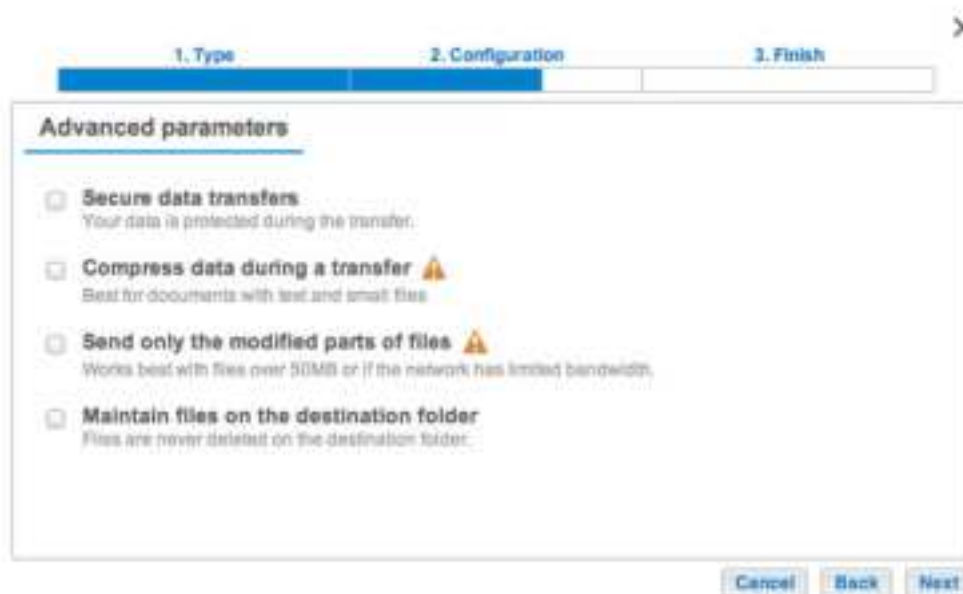 1. Type
2. Configuration
3. Finish
Advanced parameters
Secure data transfers
Your data is protected during the transfer.
Compress data during a transfer
Best for documents with text and small files
Send only the modified parts of files
Works best with files over 50MB or if the network has limited bandwidth.
Maintain files on the destination folder
Files are never deleted on the destination folder.
Cancel
Back
Next